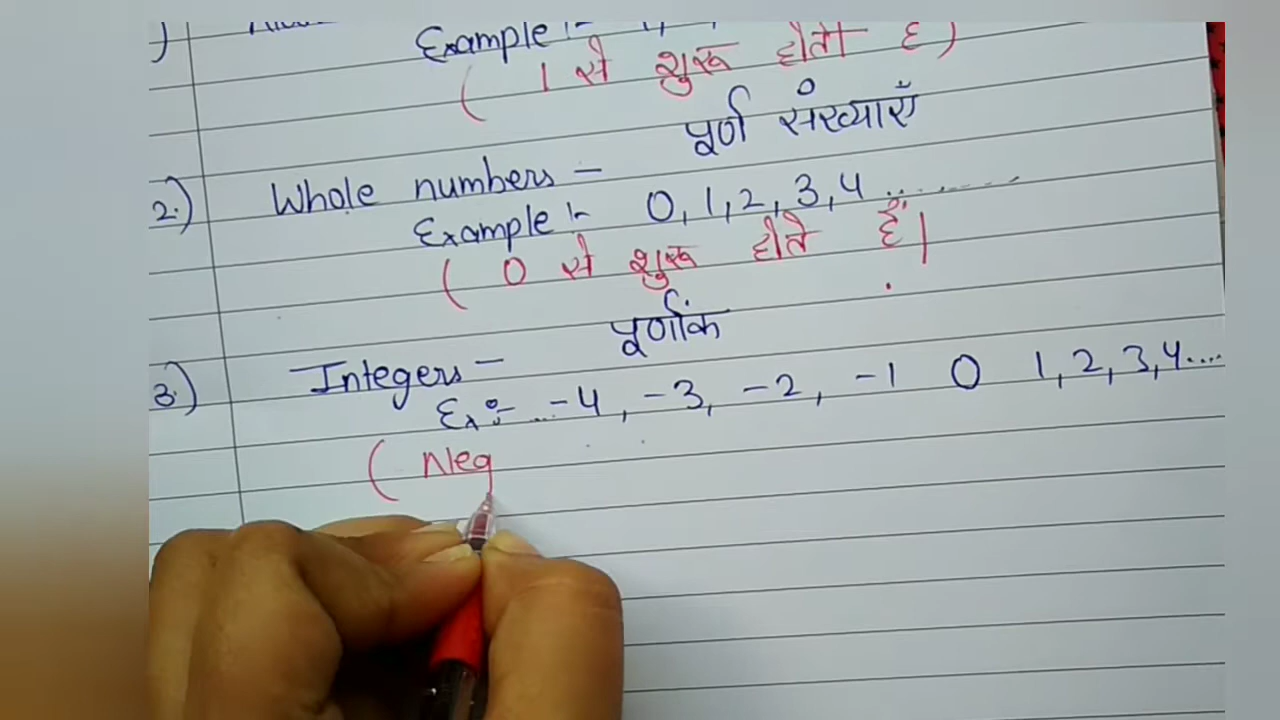 Example :-
( 1 से शुरू होता है )
पूर्ण संख्याएँ
2.) Whole numbers -
Example :- 0, 1, 2, 3, 4 ........
( 0 से शुरू होते हैं|
पूर्णांक
3.) Integers -
Ex :- ... -4, -3, -2, -1 0 1, 2, 3, 4....
( Neg